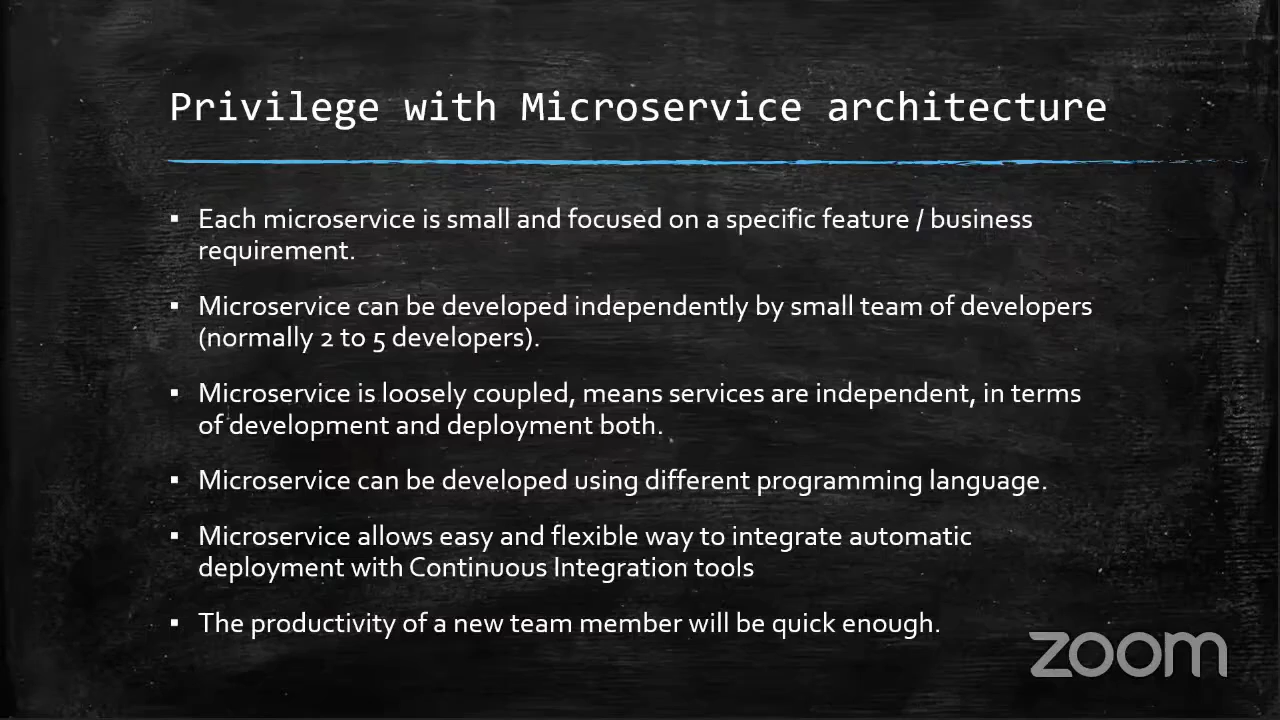 Privilege with Microservice architecture
▪ Each microservice is small and focused on a specific feature / business
requirement.
▪ Microservice can be developed independently by small team of developers
(normally 2 to 5 developers).
▪ Microservice is loosely coupled, means services are independent, in terms
of development and deployment both.
▪ Microservice can be developed using different programming language.
▪ Microservice allows easy and flexible way to integrate automatic
deployment with Continuous Integration tools
▪ The productivity of a new team member will be quick enough.
zoom